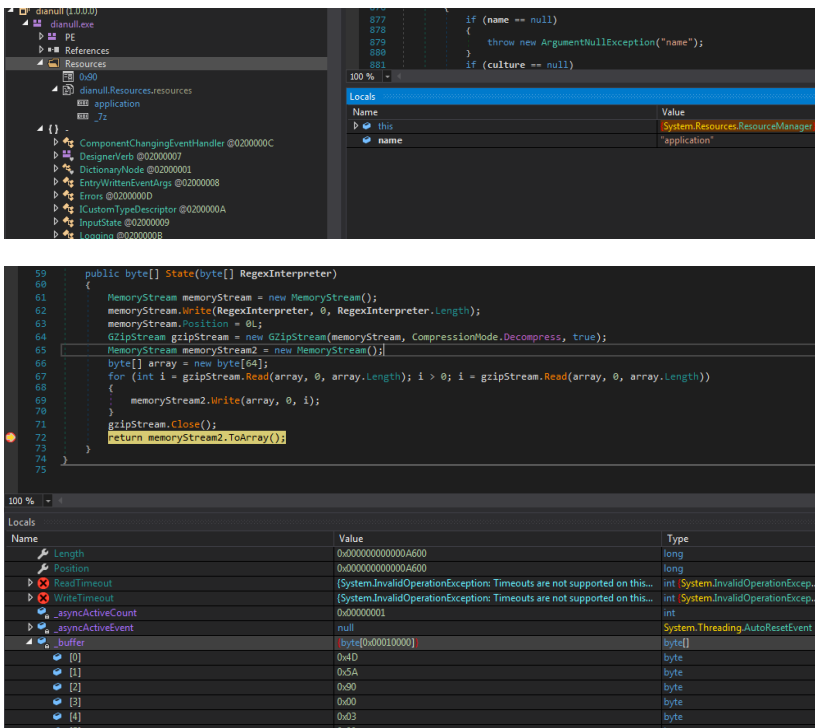 dianull (1.0.0.0)
dianull.exe
PE
References
Resources
0x90
dianull.Resources.resources
application
_7z
{ } -
ComponentChangingEventHandler @0200000C
DesignerVerb @02000007
DictionaryNode @02000001
EntryWrittenEventArgs @02000008
Errors @0200000D
ICustomTypeDescriptor @0200000A
InputState @02000009
Logging @0200000B
876 {
877 if (name == null)
878 {
879 throw new ArgumentNullException("name");
880 }
881 if (culture == null)
100 %
Locals
Name Value
this System.Resources.ResourceManager
name "application"
59 public byte[] State(byte[] RegexInterpreter)
60 {
61 MemoryStream memoryStream = new MemoryStream();
62 memoryStream.Write(RegexInterpreter, 0, RegexInterpreter.Length);
63 memoryStream.Position = 0L;
64 GZipStream gzipStream = new GZipStream(memoryStream, CompressionMode.Decompress, true);
65 MemoryStream memoryStream2 = new MemoryStream();
66 byte[] array = new byte[64];
67 for (int i = gzipStream.Read(array, 0, array.Length); i > 0; i = gzipStream.Read(array, 0, array.Length))
68 {
69 memoryStream2.Write(array, 0, i);
70 }
71 gzipStream.Close();
72 return memoryStream2.ToArray();
73 }
74 }
75
100 %
Locals
Name Value Type
Length 0x000000000000A600 long
Position 0x000000000000A600 long
ReadTimeout {System.InvalidOperationException: Timeouts are not supported on this... int {System.InvalidOperationExcep...
WriteTimeout {System.InvalidOperationException: Timeouts are not supported on this... int {System.InvalidOperationExcep...
_asyncActiveCount 0x00000001 int
_asyncActiveEvent null System.Threading.AutoResetEvent
_buffer {byte[0x00010000]} byte[]
[0] 0x4D byte
[1] 0x5A byte
[2] 0x90 byte
[3] 0x00 byte
[4] 0x03 byte